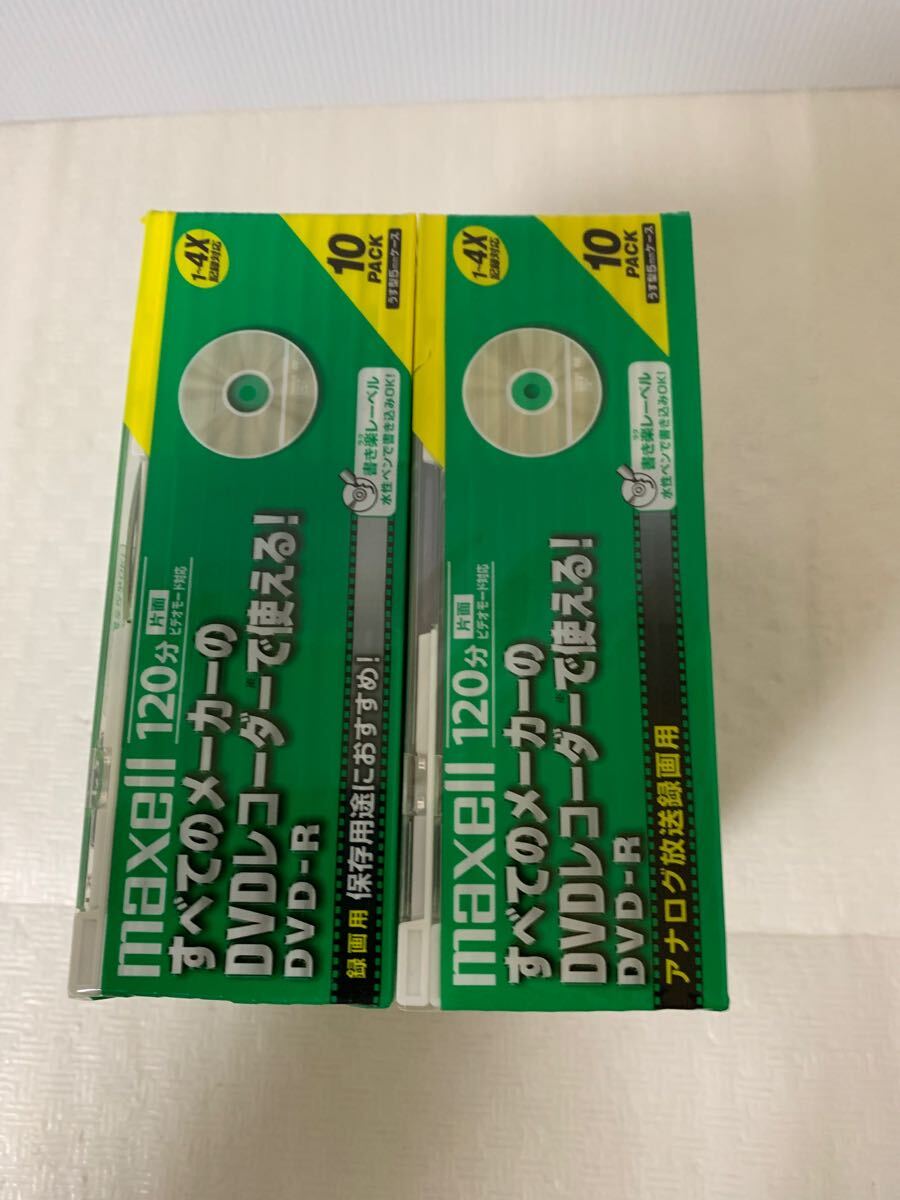 maxell 120分 片面
ビデオモード対応
すべてのメーカーの
DVDレコーダーで使える!
DVD-R
録画用 保存用途におすすめ!
書き楽レーベル
ラク
水性ペンで書き込みOK!
1~4X
記録対応
10
PACK
うす型5mmケース
maxell 120分 片面
ビデオモード対応
すべてのメーカーの
DVDレコーダーで使える!
DVD-R
アナログ放送録画用
書き楽レーベル
ラク
水性ペンで書き込みOK!
1~4X
記録対応
10
PACK
うす型5mmケース